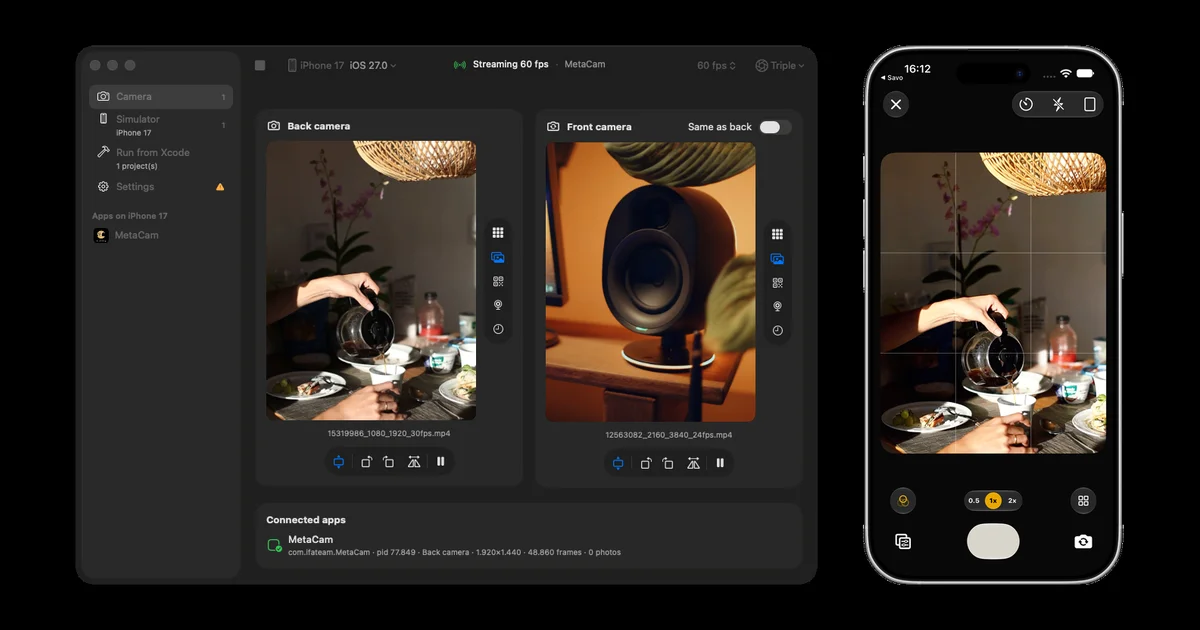 iPhone 17 iOS 27.0
Streaming 60 fps · MetaCam
60 fps
Triple
Camera 1
Simulator 1
iPhone 17
Run from Xcode
1 project(s)
Settings
Apps on iPhone 17
MetaCam
Back camera
15319986_1080_1920_30fps.mp4
Front camera
Same as back
12563082_2160_3840_24fps.mp4
Connected apps
MetaCam
com.ifateam.MetaCam · pid 77.849 · Back camera · 1.920×1.440 · 48.860 frames · 0 photos
16:12
Savo
0.5 1x 2x